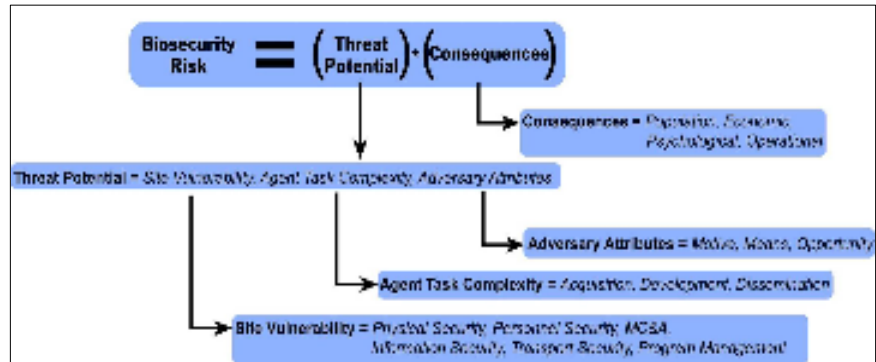 Biosecurity Risk = (Threat Potential) * (Consequences)
Consequences = Population, Economic,
Psychological, Operational
Threat Potential = Site Vulnerability, Agent Task Complexity, Adversary Attributes
Adversary Attributes = Motive, Means, Opportunity
Agent Task Complexity = Acquisition, Development, Dissemination
Site Vulnerability = Physical Security, Personnel Security, MC&A,
Information Security, Transport Security, Program Management